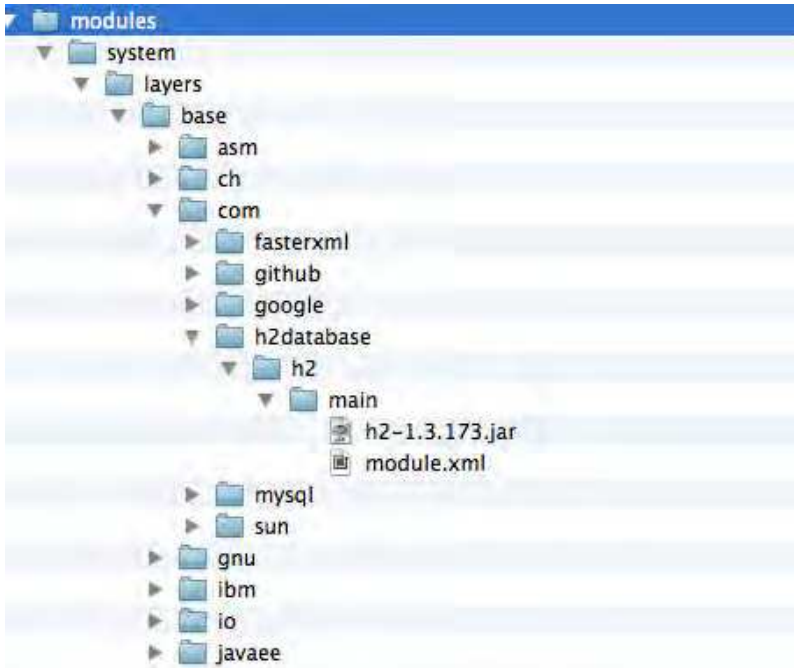 modules
system
layers
base
asm
ch
com
fasterxml
github
google
h2database
h2
main
h2-1.3.173.jar
module.xml
mysql
sun
gnu
ibm
io
javaee